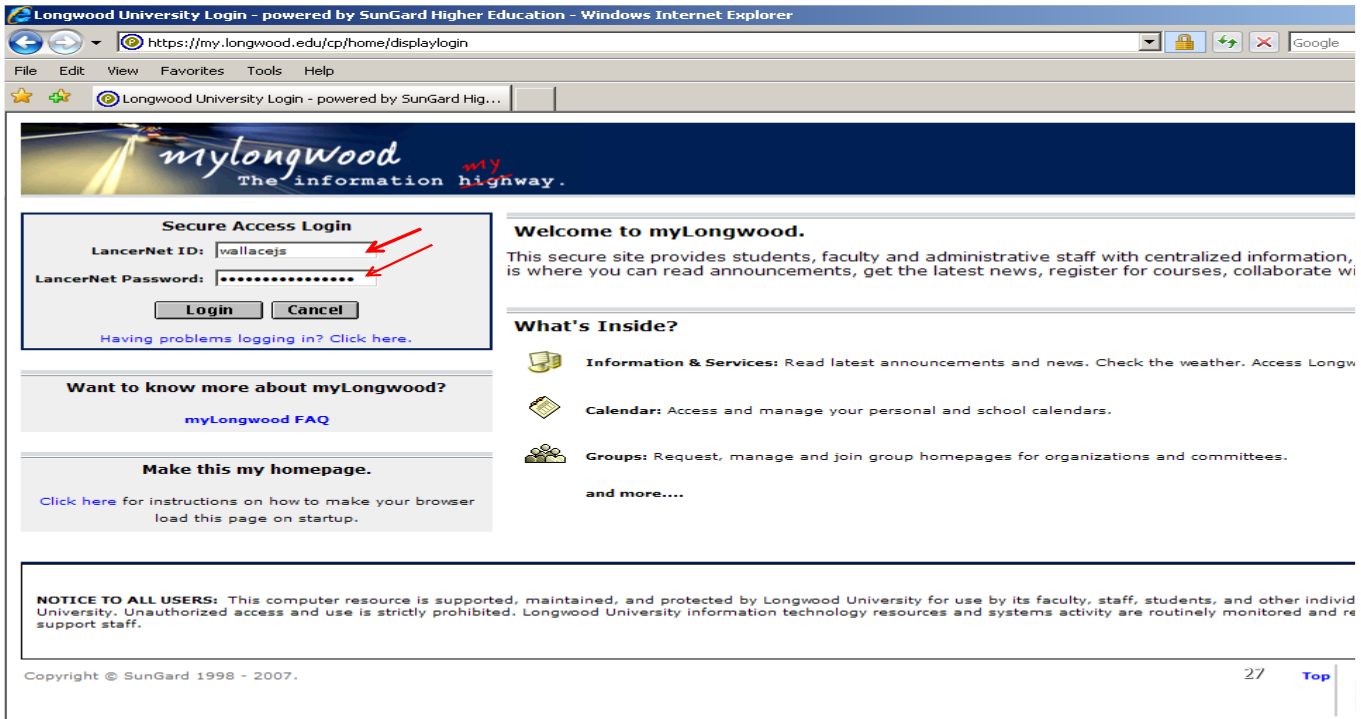 Longwood University Login - powered by SunGard Higher Education - Windows Internet Explorer
https://my.longwood.edu/cp/home/displaylogin
Google
File Edit View Favorites Tools Help
Longwood University Login - powered by SunGard Hig...
mylongwood
my
The information highway.
Secure Access Login
LancerNet ID: wallacejs
LancerNet Password: ••••••••••••••••
Login Cancel
Having problems logging in? Click here.
Want to know more about myLongwood?
myLongwood FAQ
Make this my homepage.
Click here for instructions on how to make your browser
load this page on startup.
Welcome to myLongwood.
This secure site provides students, faculty and administrative staff with centralized information,
is where you can read announcements, get the latest news, register for courses, collaborate wi
What's Inside?
Information & Services: Read latest announcements and news. Check the weather. Access Longw
Calendar: Access and manage your personal and school calendars.
Groups: Request, manage and join group homepages for organizations and committees.
and more....
NOTICE TO ALL USERS: This computer resource is supported, maintained, and protected by Longwood University for use by its faculty, staff, students, and other individ
University. Unauthorized access and use is strictly prohibited. Longwood University information technology resources and systems activity are routinely monitored and re
support staff.
Copyright © SunGard 1998 - 2007.
27 Top